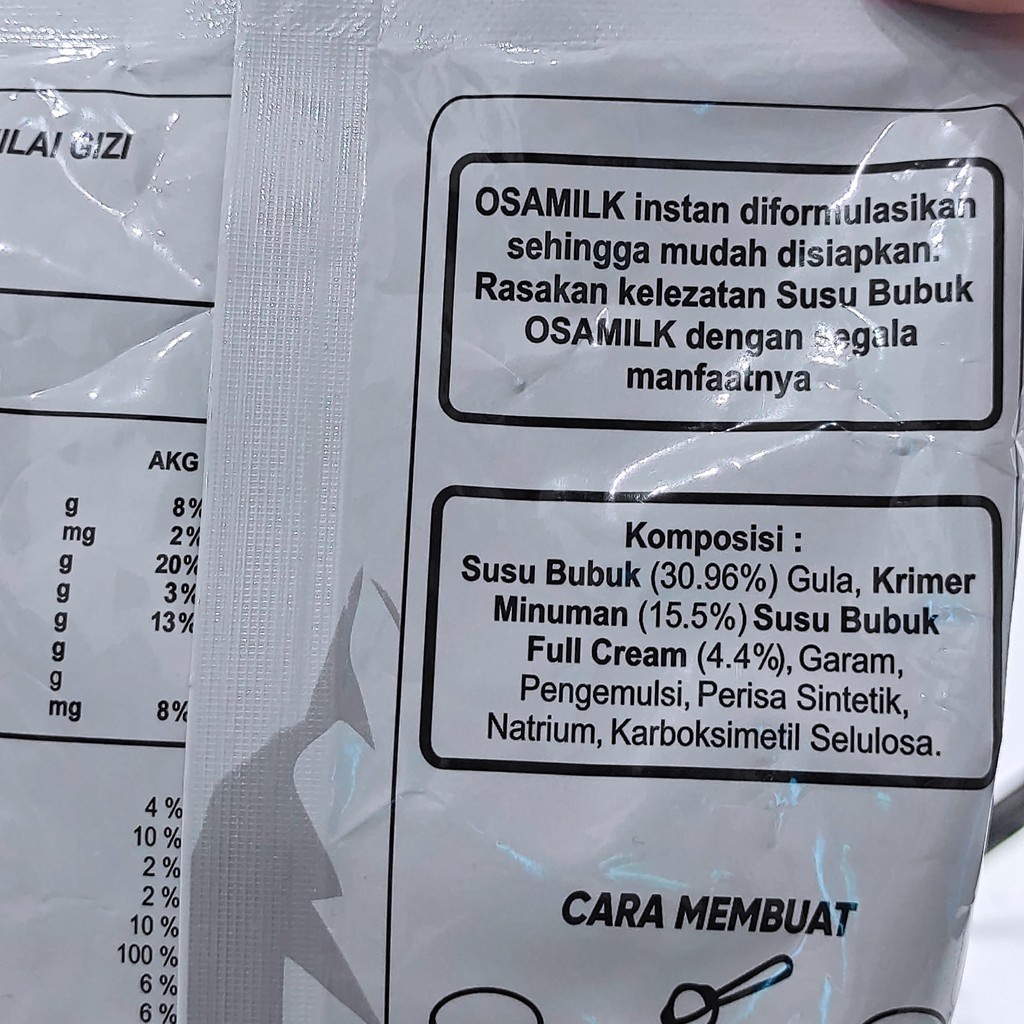 ILAI GIZI
AKG
g 8%
mg 2%
g 20%
g 3%
g 13%
g
g
mg 8%
4 %
10 %
2 %
2 %
10 %
100 %
6 %
6 %
OSAMILK instan diformulasikan
sehingga mudah disiapkan.
Rasakan kelezatan Susu Bubuk
OSAMILK dengan segala
manfaatnya
Komposisi :
Susu Bubuk (30.96%) Gula, Krimer
Minuman (15.5%) Susu Bubuk
Full Cream (4.4%), Garam,
Pengemulsi, Perisa Sintetik,
Natrium, Karboksimetil Selulosa.
CARA MEMBUAT